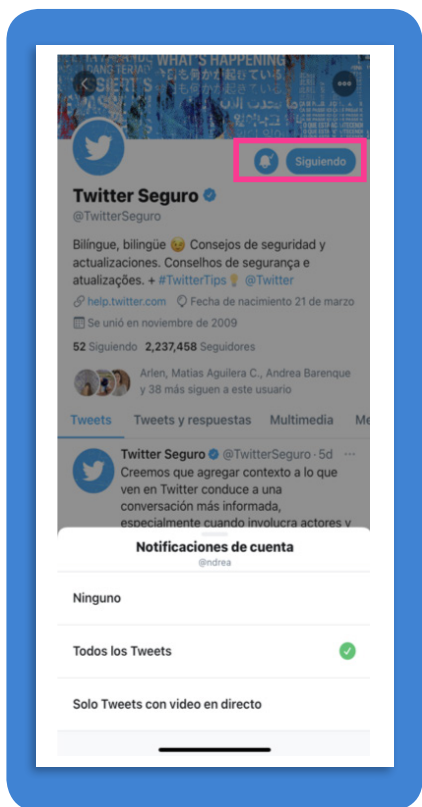 WHAT'S HAPPENING
Siguiendo
Twitter Seguro
@TwitterSeguro
Bilíngue, bilingüe 😉 Consejos de seguridad y
actualizaciones. Conselhos de segurança e
atualizações. + #TwitterTips💡 @Twitter
help.twitter.com Fecha de nacimiento 21 de marzo
Se unió en noviembre de 2009
52 Siguiendo 2,237,458 Seguidores
Arlen, Matias Aguilera C., Andrea Barenque
y 38 más siguen a este usuario
Tweets Tweets y respuestas Multimedia Me
Twitter Seguro @TwitterSeguro · 5d ...
Creemos que agregar contexto a lo que
ven en Twitter conduce a una
conversación más informada,
especialmente cuando involucra actores y
Notificaciones de cuenta
@ndrea
Ninguno
Todos los Tweets
Solo Tweets con video en directo